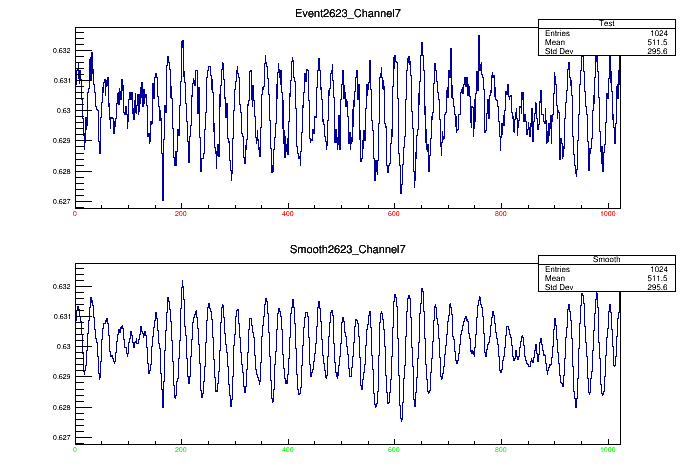 Event2623_Channel7
Test
Entries 1024
Mean 511.5
Std Dev 295.6
0.632
0.631
0.63
0.629
0.628
0.627
0 200 400 600 800 1000
Smooth2623_Channel7
Smooth
Entries 1024
Mean 511.5
Std Dev 295.6
0.632
0.631
0.63
0.629
0.628
0.627
0 200 400 600 800 1000